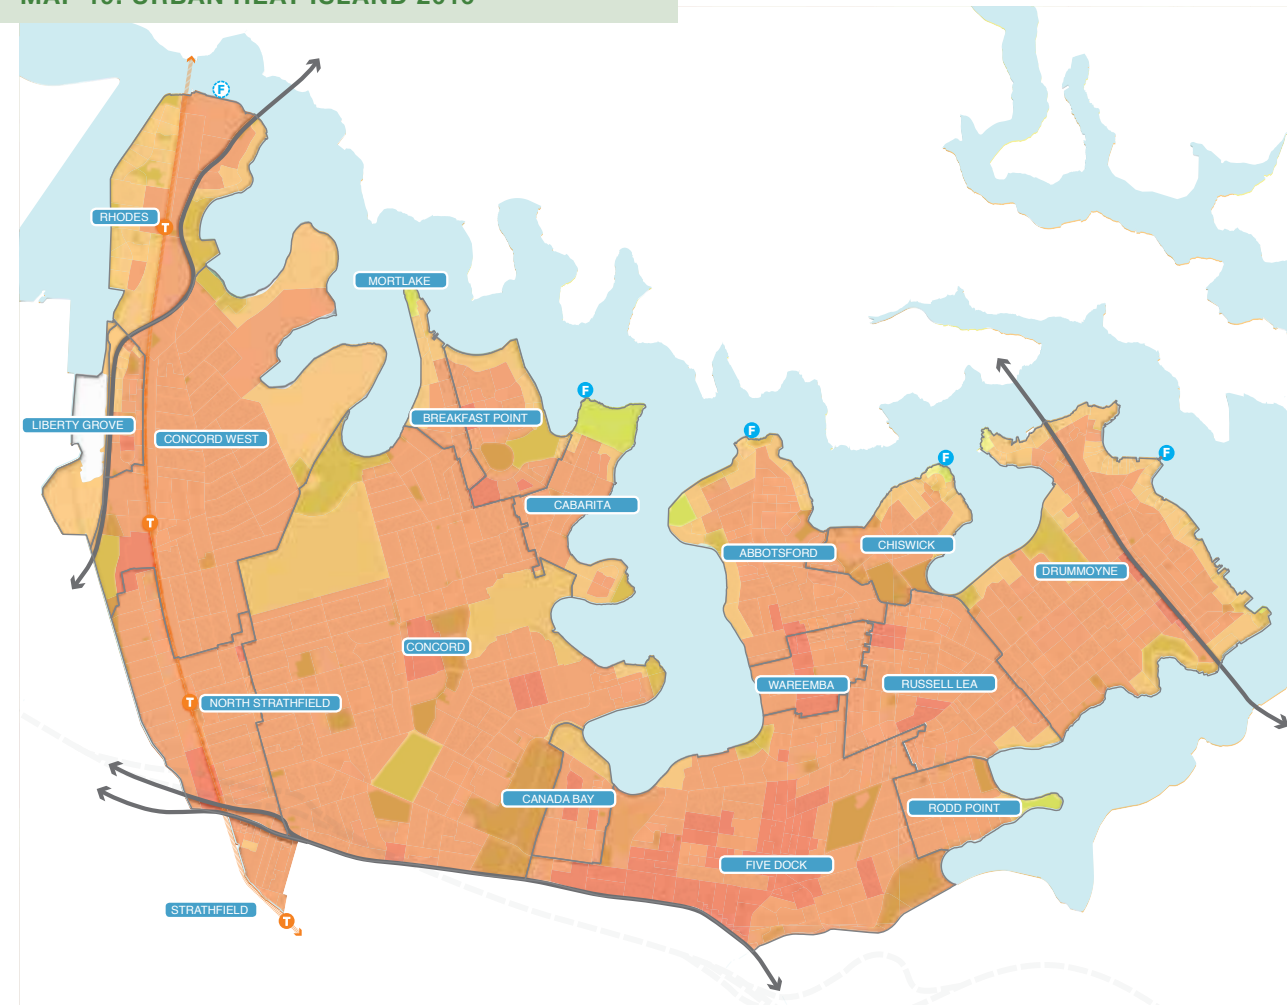 F
RHODES
T
MORTLAKE
F
BREAKFAST POINT
LIBERTY GROVE
CONCORD WEST
F
F
F
CABARITA
T
ABBOTSFORD
CHISWICK
DRUMMOYNE
CONCORD
WAREEMBA
RUSSELL LEA
T
NORTH STRATHFIELD
CANADA BAY
RODD POINT
FIVE DOCK
STRATHFIELD
T